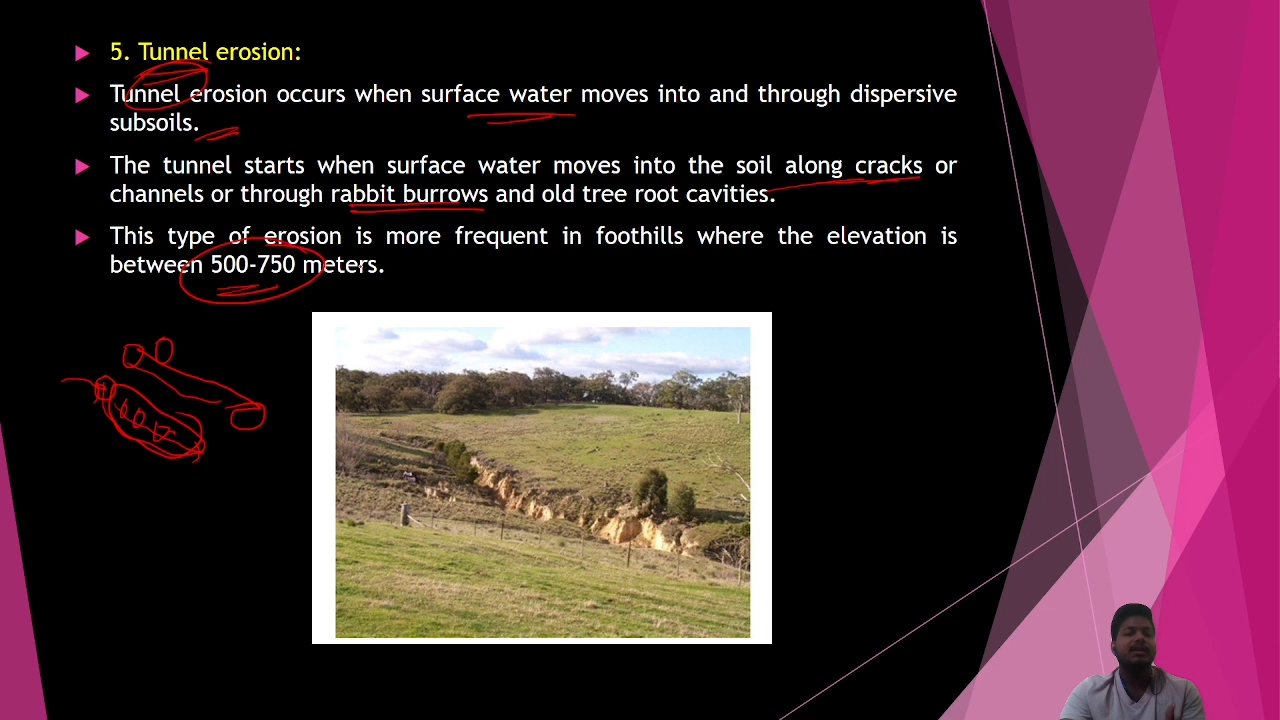 5. Tunnel erosion:
Tunnel erosion occurs when surface water moves into and through dispersive
subsoils.
The tunnel starts when surface water moves into the soil along cracks or
channels or through rabbit burrows and old tree root cavities.
This type of erosion is more frequent in foothills where the elevation is
between 500-750 meters.